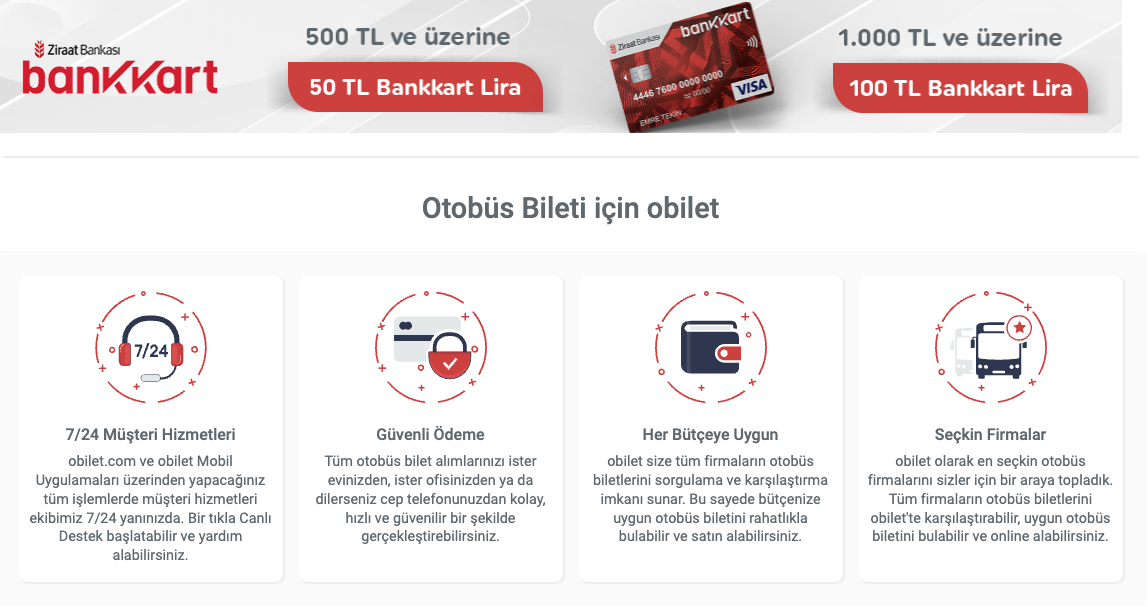 Ziraat Bankası
bankkart
500 TL ve üzerine
50 TL Bankkart Lira
Ziraat Bankası
bankkart
4446 7600 0000 0000
00/00
VISA
EMRE TEKİN
1.000 TL ve üzerine
100 TL Bankkart Lira
Otobüs Bileti için obilet
7/24
7/24 Müşteri Hizmetleri
obilet.com ve obilet Mobil
Uygulamaları üzerinden yapacağınız
tüm işlemlerde müşteri hizmetleri
ekibimiz 7/24 yanınızda. Bir tıkla Canlı
Destek başlatabilir ve yardım
alabilirsiniz.
Güvenli Ödeme
Tüm otobüs bilet alımlarınızı ister
evinizden, ister ofisinizden ya da
dilerseniz cep telefonunuzdan kolay,
hızlı ve güvenilir bir şekilde
gerçekleştirebilirsiniz.
Her Bütçeye Uygun
obilet size tüm firmaların otobüs
biletlerini sorgulama ve karşılaştırma
imkanı sunar. Bu sayede bütçenize
uygun otobüs biletini rahatlıkla
bulabilir ve satın alabilirsiniz.
Seçkin Firmalar
obilet olarak en seçkin otobüs
firmalarını sizler için bir araya topladık.
Tüm firmaların otobüs biletlerini
obilet'te karşılaştırabilir, uygun otobüs
biletini bulabilir ve online alabilirsiniz.